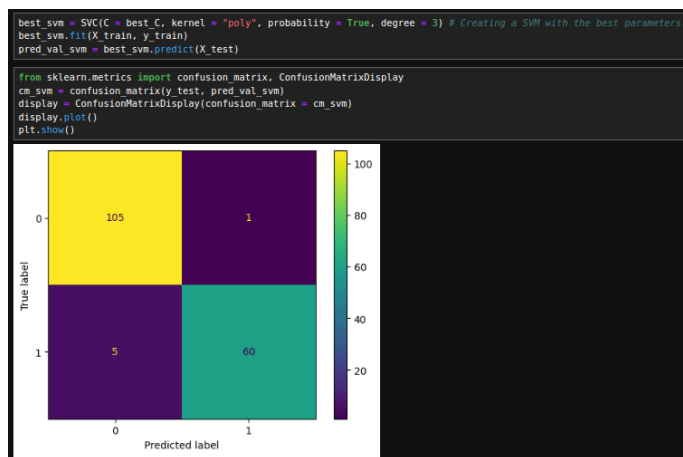 best_svm = SVC(C = best_C, kernel = "poly", probability = True, degree = 3) # Creating a SVM with the best parameters
best_svm.fit(X_train, y_train)
pred_val_svm = best_svm.predict(X_test)
from sklearn.metrics import confusion_matrix, ConfusionMatrixDisplay
cm_svm = confusion_matrix(y_test, pred_val_svm)
display = ConfusionMatrixDisplay(confusion_matrix = cm_svm)
display.plot()
plt.show()
100
80
60
40
20
True label
0
105
1
1
5
60
0
1
Predicted label